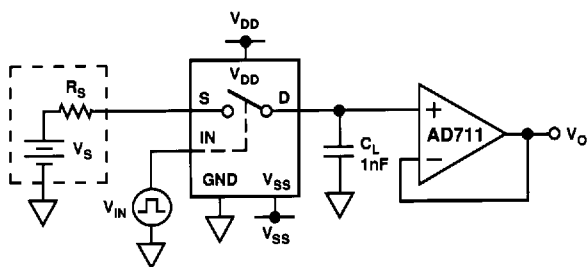 V_DD
V_DD
R_S
S
D
IN
V_S
GND
V_SS
V_IN
V_SS
C_L
1nF
+
AD711
−
V_O